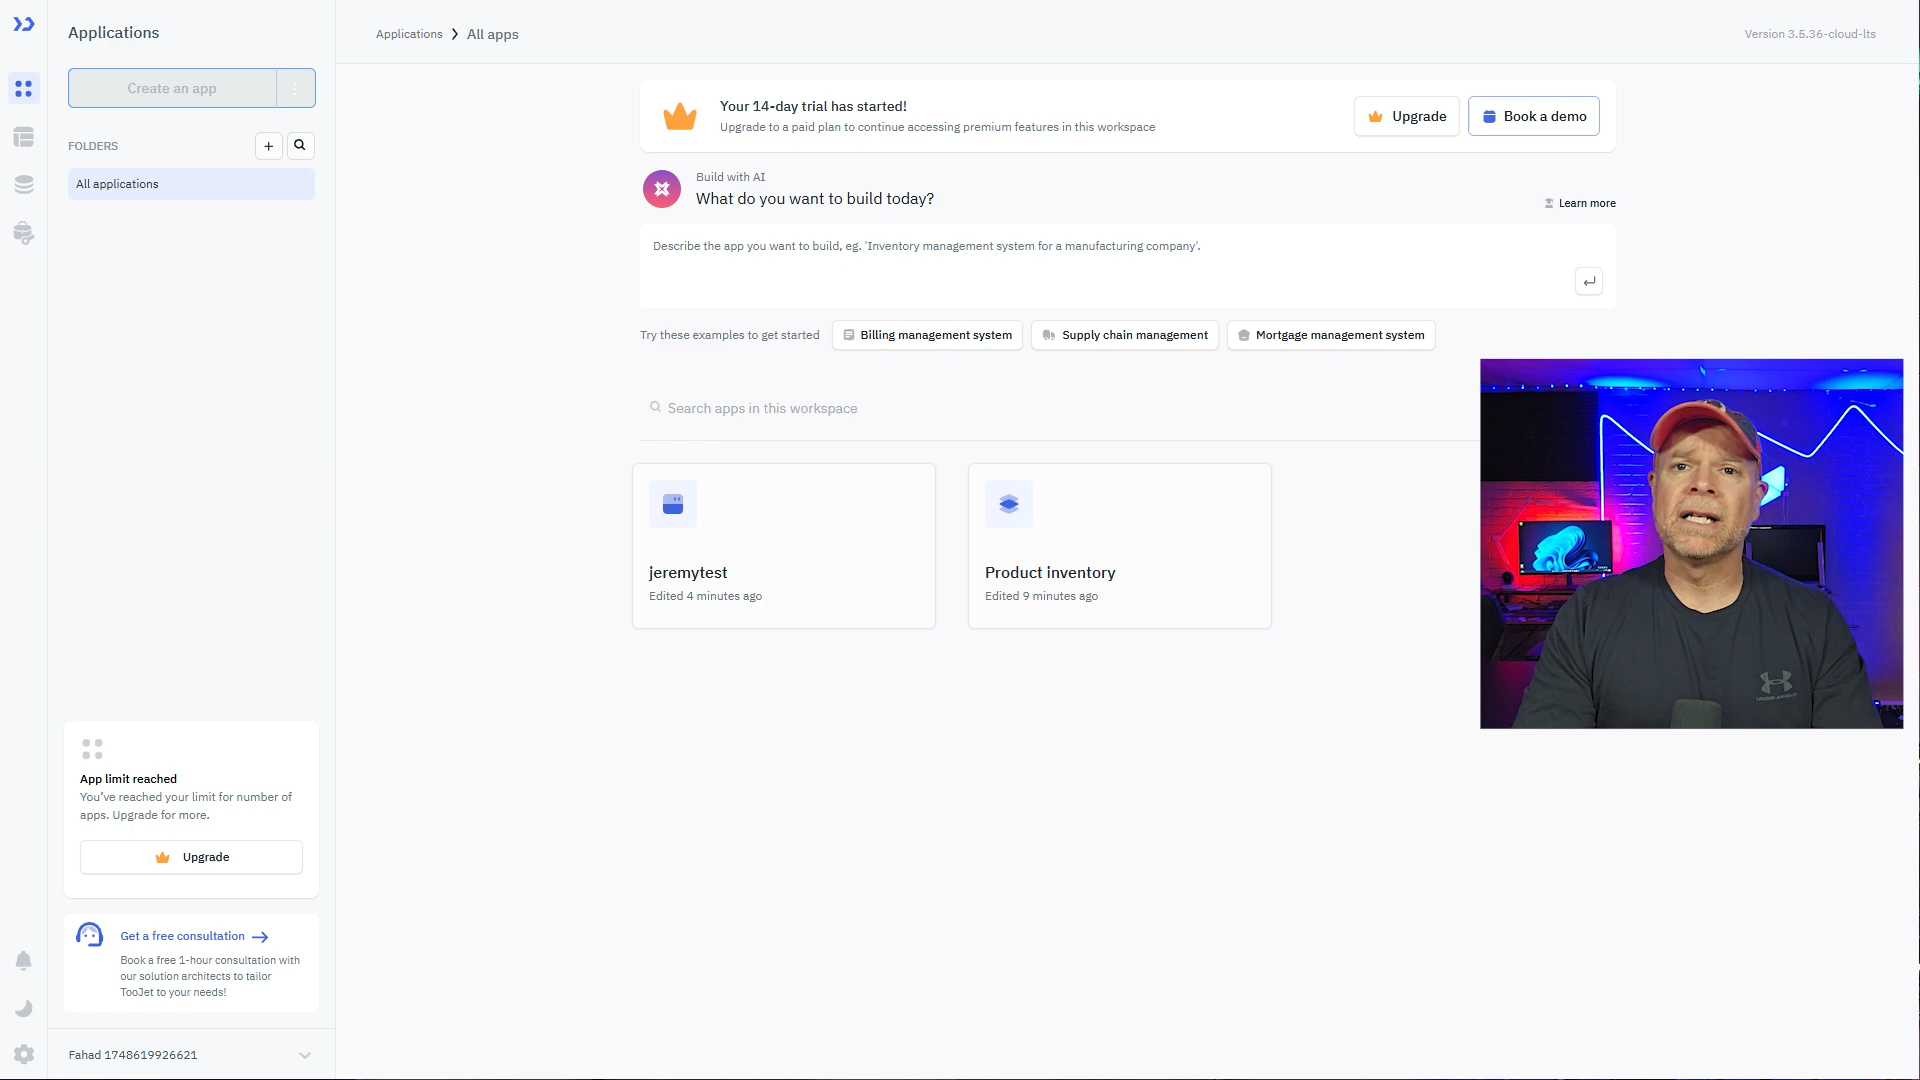 Applications
Create an app
FOLDERS
All applications
App limit reached
You've reached your limit for number of
apps. Upgrade for more.
Upgrade
Get a free consultation
Book a free 1-hour consultation with
our solution architects to tailor
TooJet to your needs!
Fahad 1748619926621
Applications All apps
Version 3.5.36-cloud-lts
Your 14-day trial has started!
Upgrade to a paid plan to continue accessing premium features in this workspace
Upgrade
Book a demo
Build with AI
What do you want to build today?
Learn more
Describe the app you want to build, eg. 'Inventory management system for a manufacturing company'.
Try these examples to get started
Billing management system
Supply chain management
Mortgage management system
Search apps in this workspace
jeremytest
Edited 4 minutes ago
Product inventory
Edited 9 minutes ago
UNDER ARMOUR